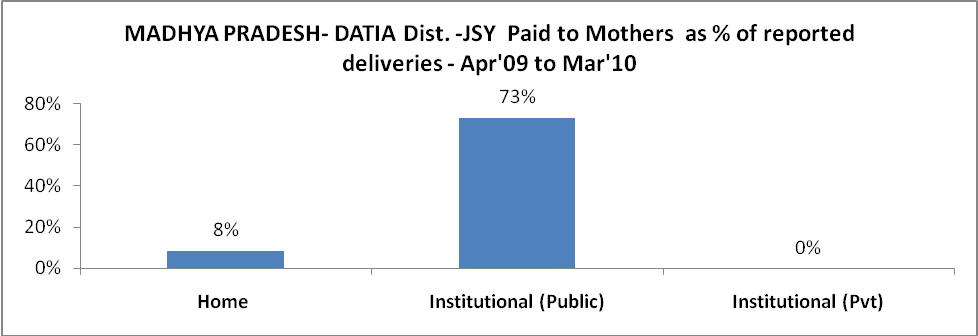 MADHYA PRADESH- DATIA Dist. -JSY  Paid to Mothers  as % of reported
deliveries - Apr'09 to Mar'10
80%
60%
40%
20%
0%
8%
73%
0%
Home
Institutional (Public)
Institutional (Pvt)